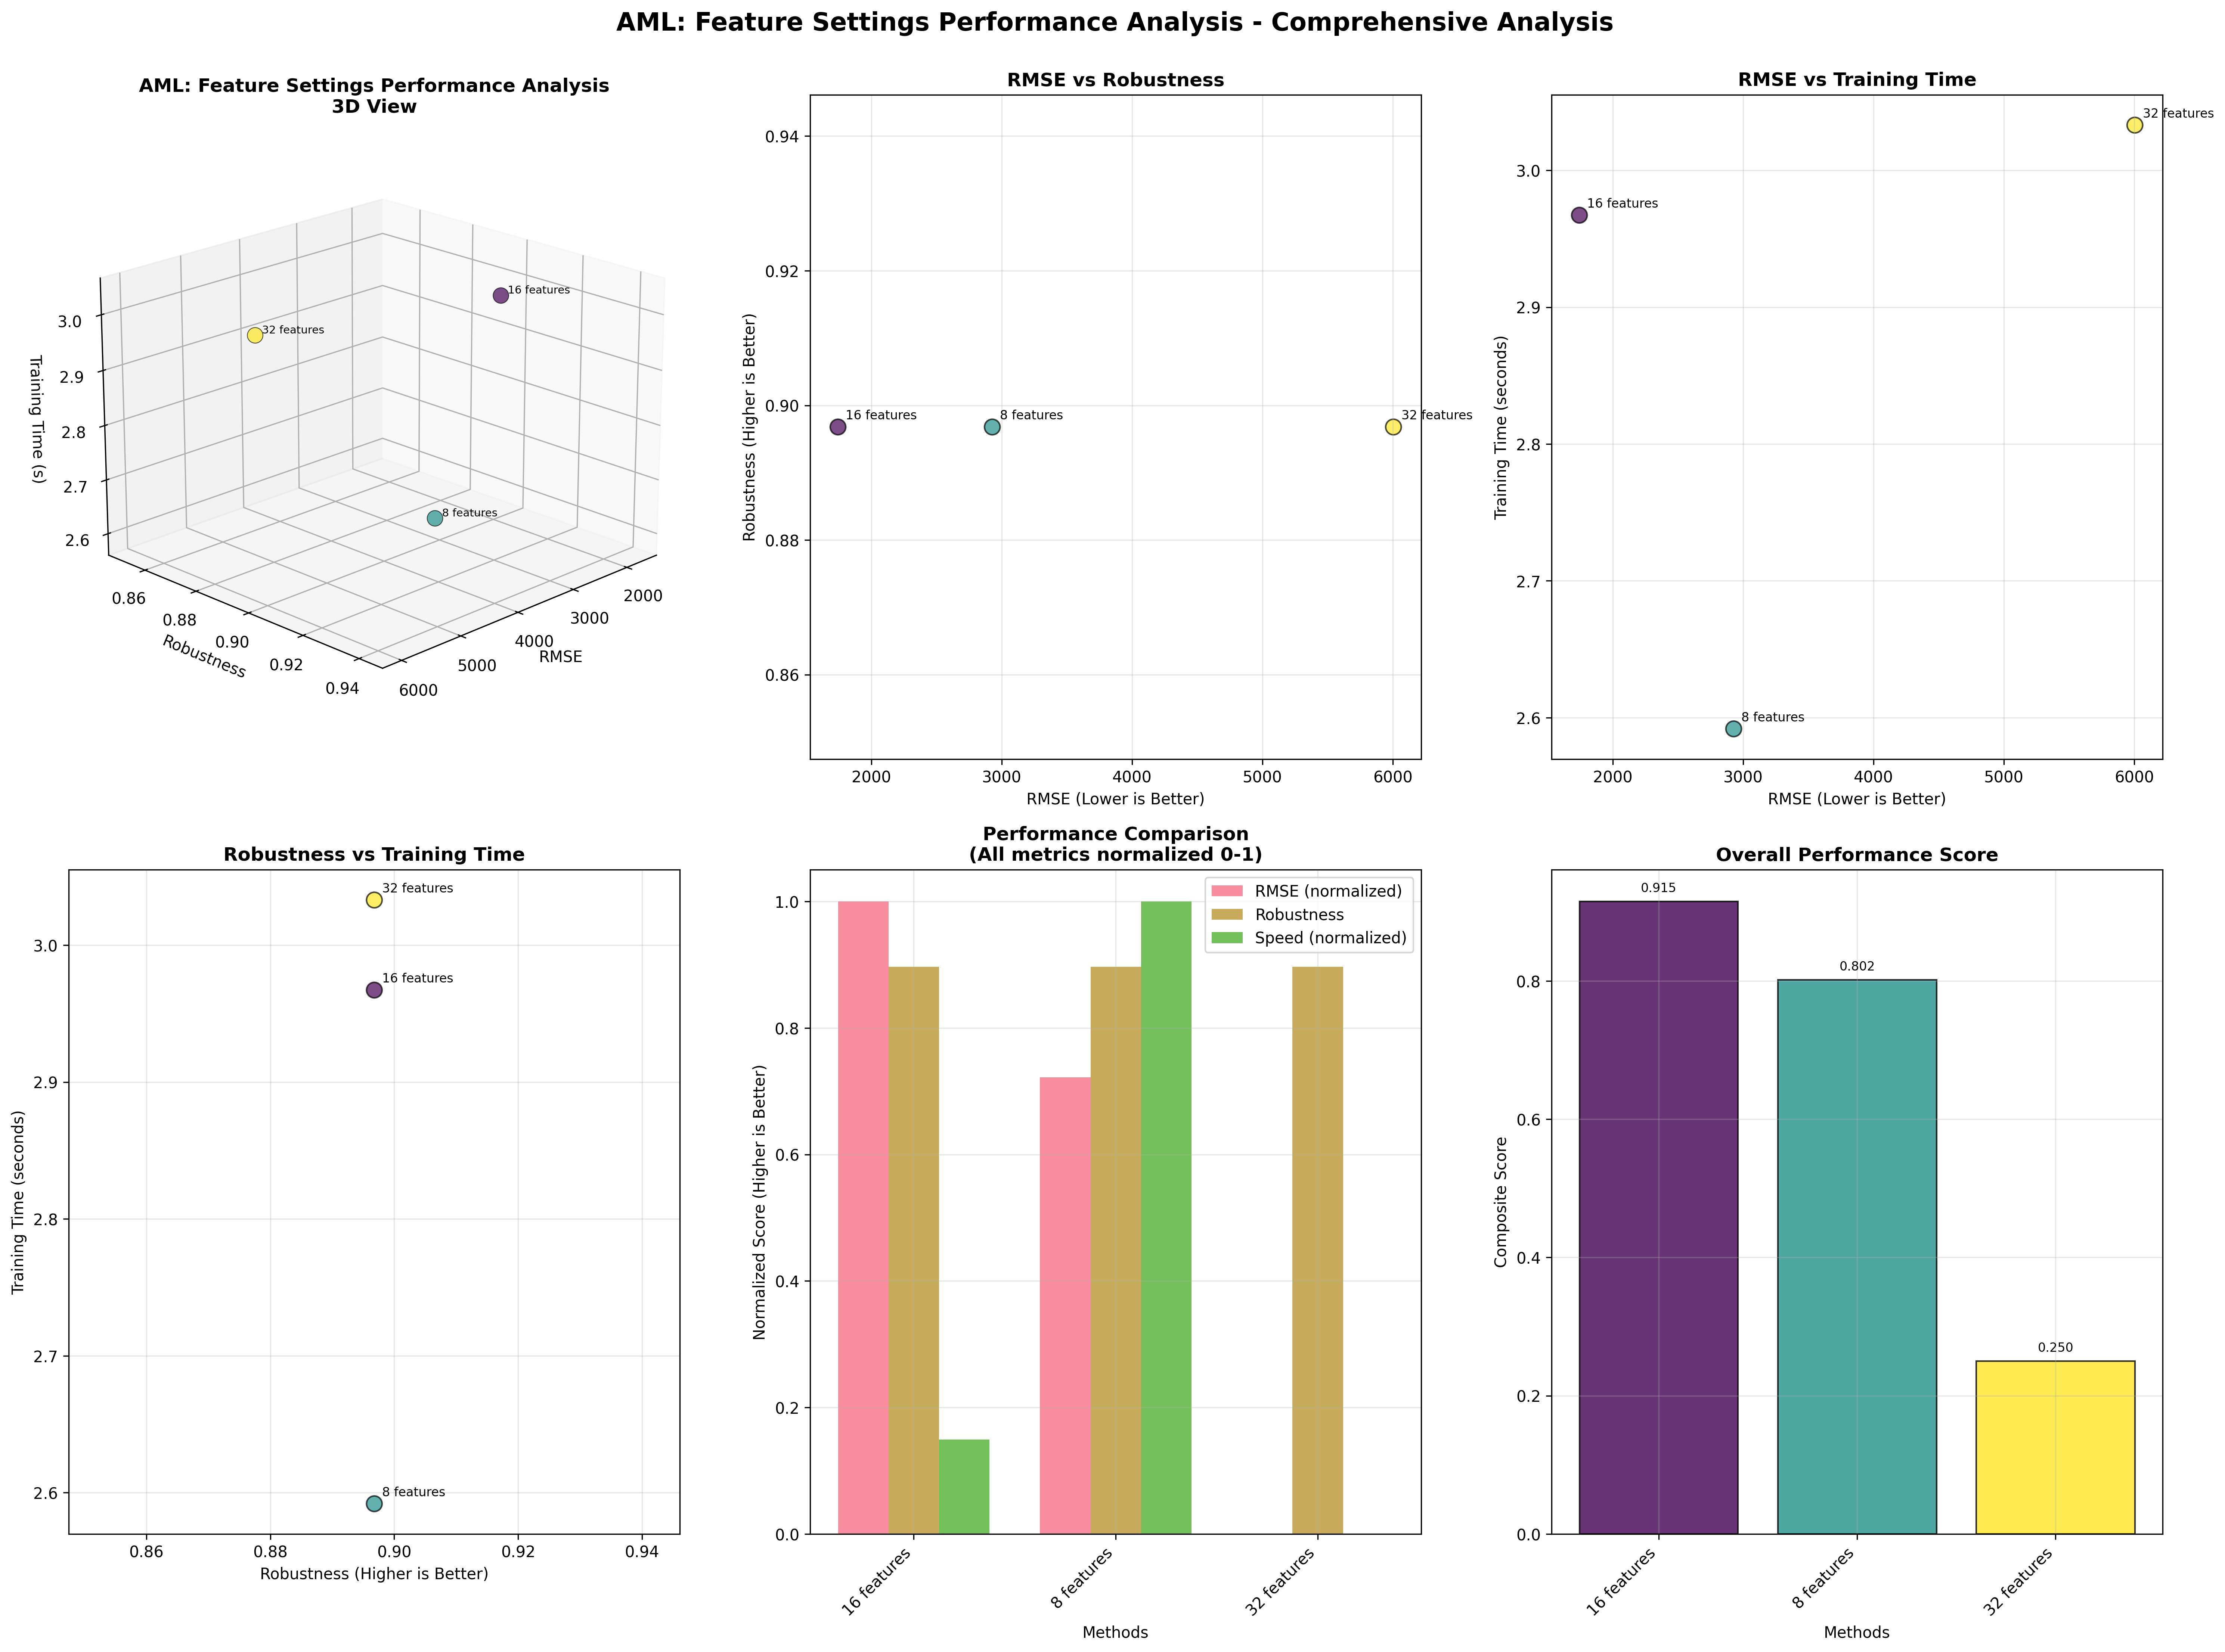 AML: Feature Settings Performance Analysis - Comprehensive Analysis
AML: Feature Settings Performance Analysis
3D View
16 features
32 features
8 features
Training Time (s)
3.0
2.9
2.8
2.7
2.6
0.86
0.88
0.90
0.92
0.94
Robustness
2000
3000
4000
5000
6000
RMSE
RMSE vs Robustness
Robustness (Higher is Better)
0.94
0.92
0.90
0.88
0.86
16 features
8 features
32 features
2000
3000
4000
5000
6000
RMSE (Lower is Better)
RMSE vs Training Time
Training Time (seconds)
3.0
2.9
2.8
2.7
2.6
32 features
16 features
8 features
2000
3000
4000
5000
6000
RMSE (Lower is Better)
Robustness vs Training Time
Training Time (seconds)
3.0
2.9
2.8
2.7
2.6
32 features
16 features
8 features
0.86
0.88
0.90
0.92
0.94
Robustness (Higher is Better)
Performance Comparison
(All metrics normalized 0-1)
RMSE (normalized)
Robustness
Speed (normalized)
Normalized Score (Higher is Better)
1.0
0.8
0.6
0.4
0.2
0.0
16 features
8 features
32 features
Methods
Overall Performance Score
Composite Score
0.8
0.6
0.4
0.2
0.0
0.915
0.802
0.250
16 features
8 features
32 features
Methods